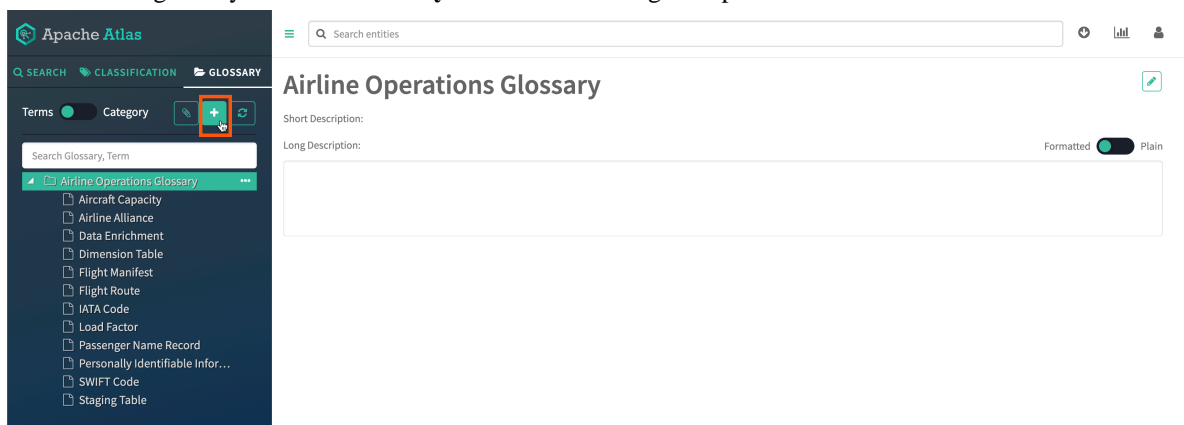 Apache Atlas
Search entities
SEARCH CLASSIFICATION GLOSSARY
Terms Category
Search Glossary, Term
Airline Operations Glossary
Aircraft Capacity
Airline Alliance
Data Enrichment
Dimension Table
Flight Manifest
Flight Route
IATA Code
Load Factor
Passenger Name Record
Personally Identifiable Infor...
SWIFT Code
Staging Table
Airline Operations Glossary
Short Description:
Long Description:
Formatted Plain